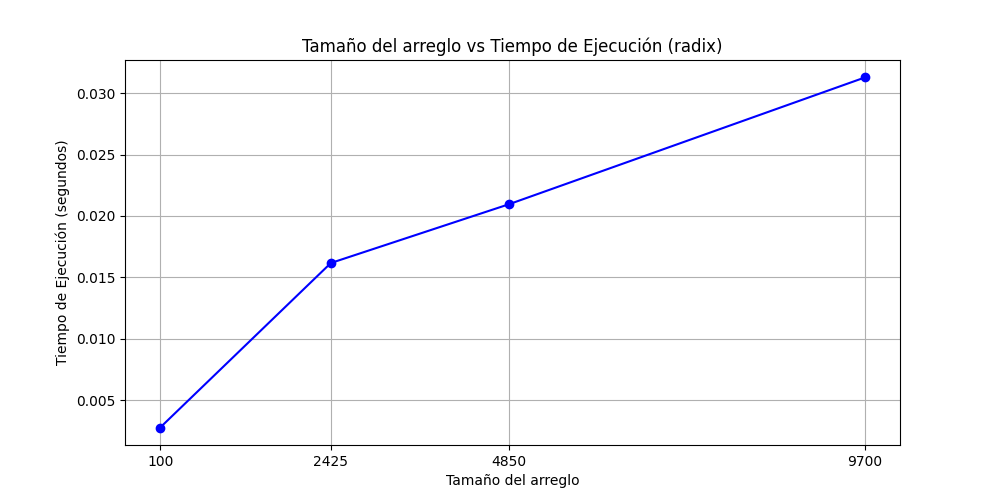 Tamaño del arreglo vs Tiempo de Ejecución (radix)
Tiempo de Ejecución (segundos)
0.030
0.025
0.020
0.015
0.010
0.005
100 2425 4850 9700
Tamaño del arreglo